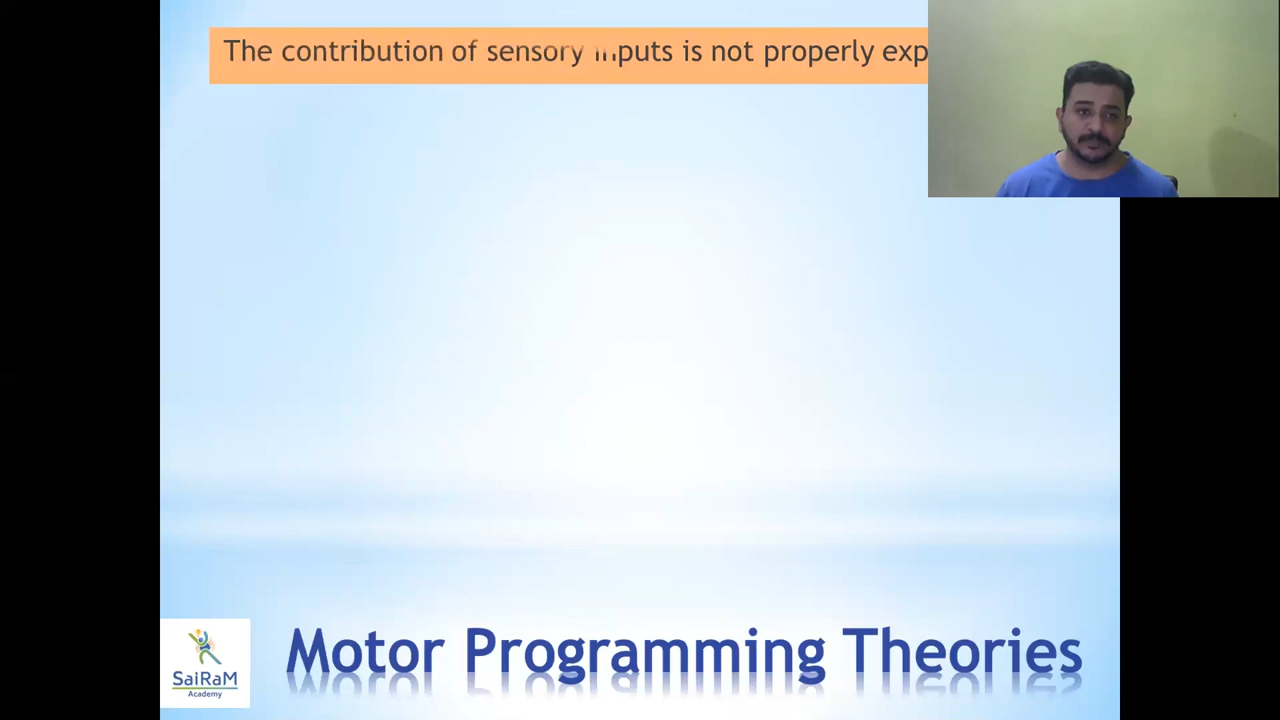 The contribution of sensory inputs is not properly exp
Motor Programming Theories
SaiRaM
Academy